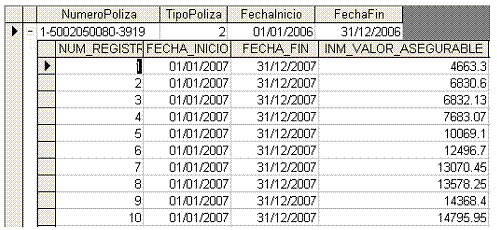 NumeroPoliza TipoPoliza FechaInicio FechaFin
1-5002050080-3919 2 01/01/2006 31/12/2006
NUM_REGISTR FECHA_INICIO FECHA_FIN INM_VALOR_ASEGURABLE
1 01/01/2007 31/12/2007 4663.3
2 01/01/2007 31/12/2007 6830.6
3 01/01/2007 31/12/2007 6832.13
4 01/01/2007 31/12/2007 7683.07
5 01/01/2007 31/12/2007 10069.1
6 01/01/2007 31/12/2007 12496.7
7 01/01/2007 31/12/2007 13070.45
8 01/01/2007 31/12/2007 13578.25
9 01/01/2007 31/12/2007 14368.4
10 01/01/2007 31/12/2007 14795.95